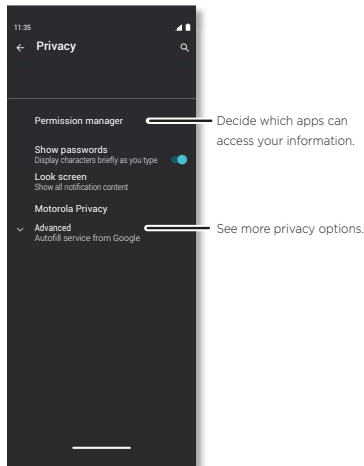 11:35
Privacy
Permission manager
Decide which apps can
access your information.
Show passwords
Display characters briefly as you type
Look screen
Show all notification content
Motorola Privacy
Advanced
See more privacy options.
Autofill service from Google